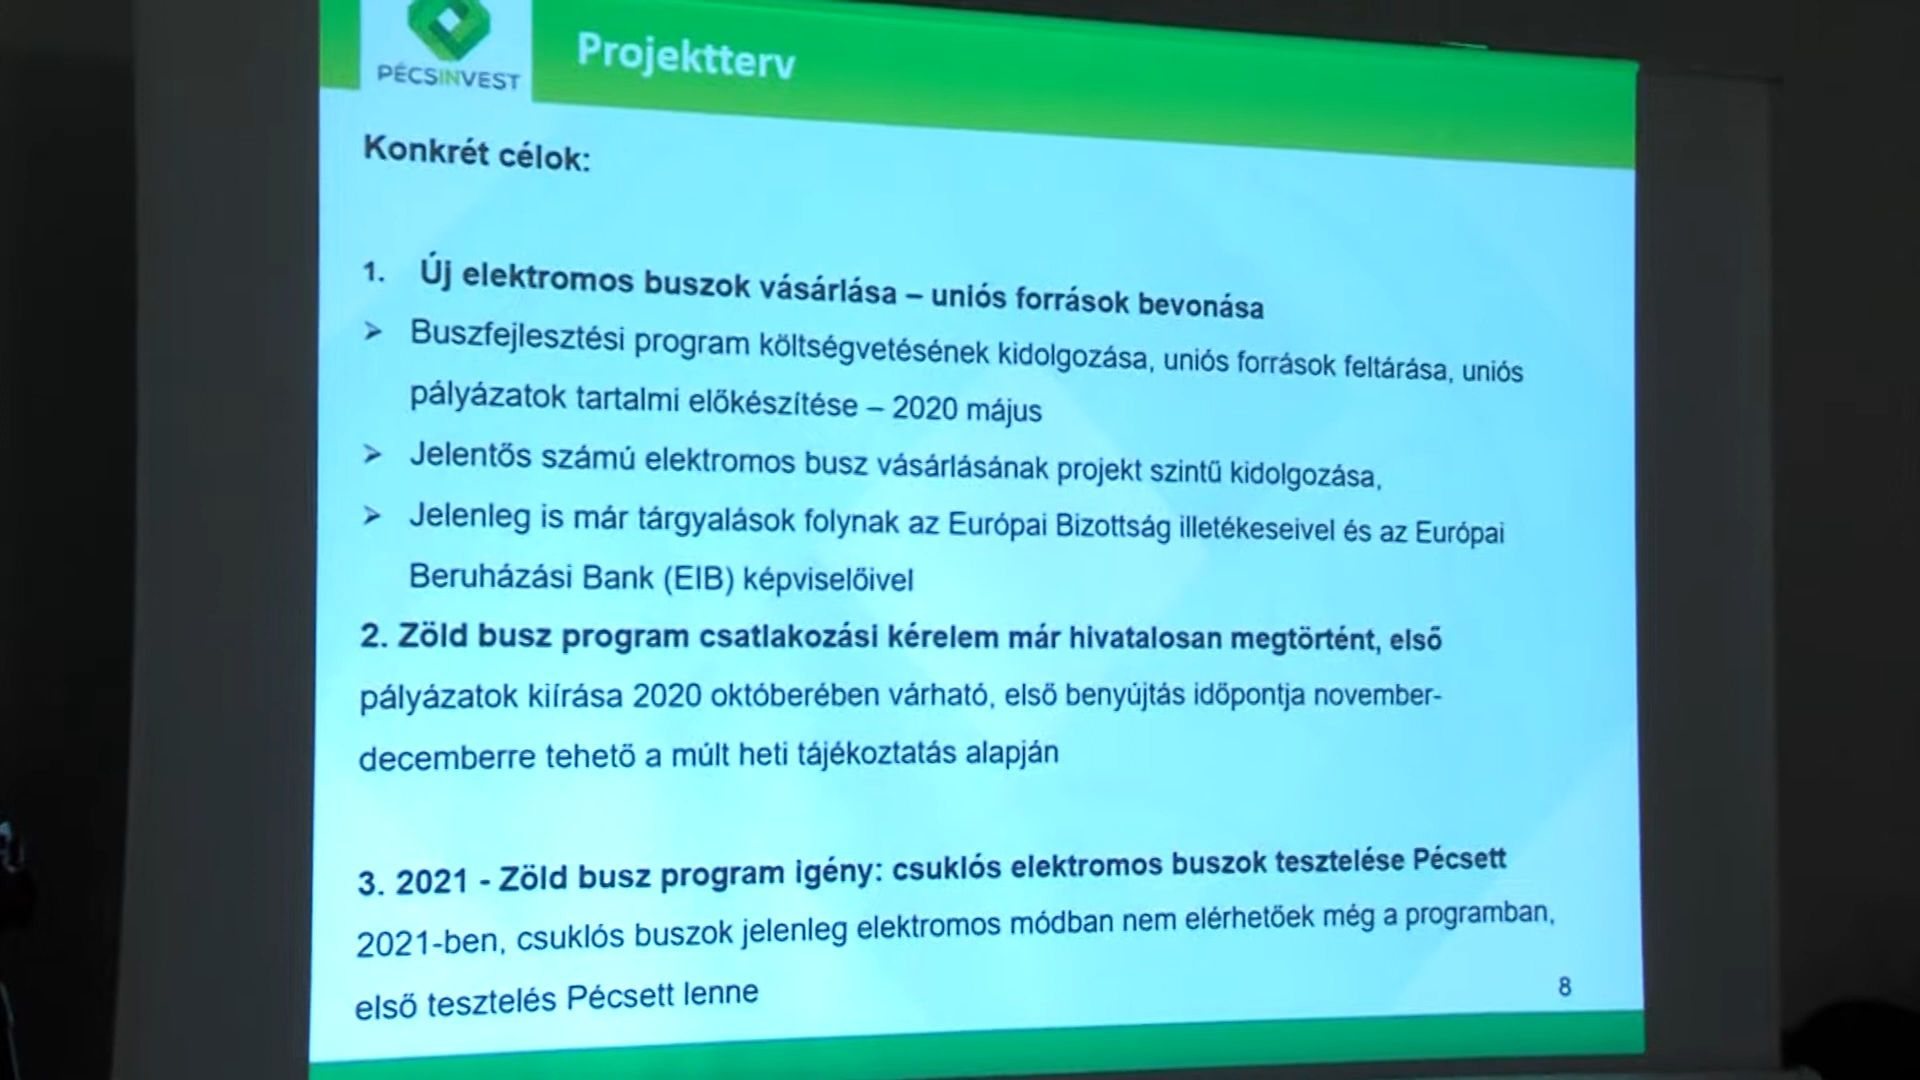 PÉCSINVEST
Projektterv
Konkrét célok:
1. Új elektromos buszok vásárlása – uniós források bevonása
➢ Buszfejlesztési program költségvetésének kidolgozása, uniós források feltárása, uniós
pályázatok tartalmi előkészítése – 2020 május
➢ Jelentős számú elektromos busz vásárlásának projekt szintű kidolgozása,
➢ Jelenleg is már tárgyalások folynak az Európai Bizottság illetékeseivel és az Európai
Beruházási Bank (EIB) képviselőivel
2. Zöld busz program csatlakozási kérelem már hivatalosan megtörtént, első
pályázatok kiírása 2020 októberében várható, első benyújtás időpontja november-
decemberre tehető a múlt heti tájékoztatás alapján
3. 2021 - Zöld busz program igény: csuklós elektromos buszok tesztelése Pécsett
2021-ben, csuklós buszok jelenleg elektromos módban nem elérhetőek még a programban,
első tesztelés Pécsett lenne
8